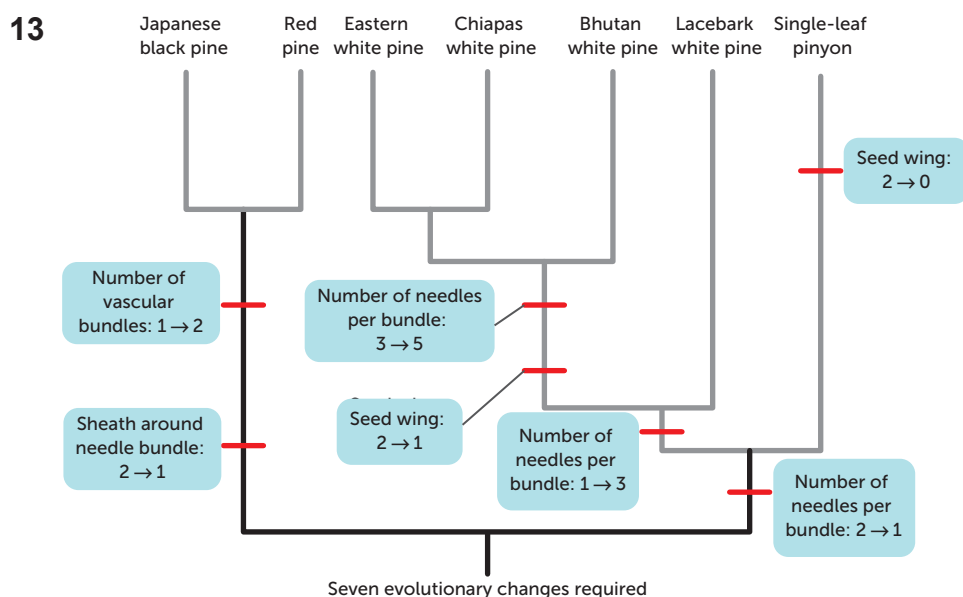 13
Japanese
black pine
Red
pine
Eastern
white pine
Chiapas
white pine
Bhutan
white pine
Lacebark
white pine
Single-leaf
pinyon
Seed wing:
2 → 0
Number of
vascular
bundles: 1 → 2
Number of needles
per bundle:
3 → 5
Sheath around
needle bundle:
2 → 1
Seed wing:
2 → 1
Number of
needles per
bundle: 1 → 3
Number of
needles per
bundle: 2 → 1
Seven evolutionary changes required